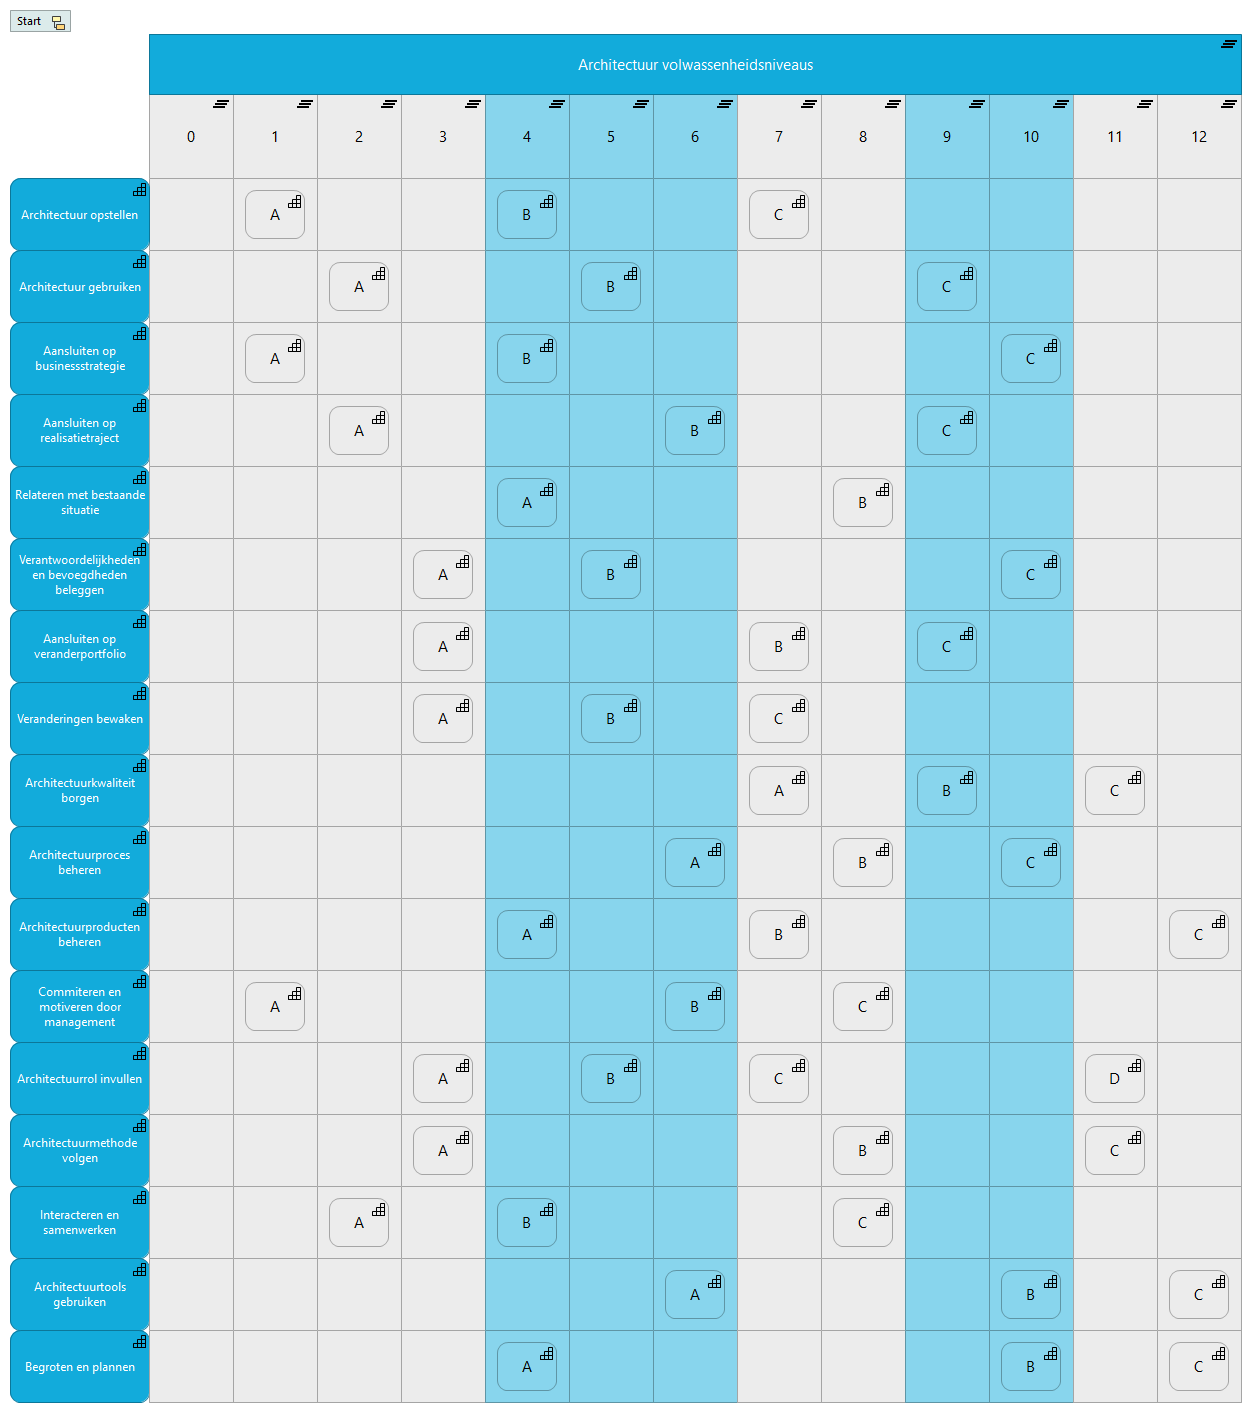 Start
Architectuur volwassenheidsniveaus
0 1 2 3 4 5 6 7 8 9 10 11 12
Architectuur opstellen A B C
Architectuur gebruiken A B C
Aansluiten op
businessstrategie A B C
Aansluiten op
realisatietraject A B C
Relateren met bestaande
situatie A B
Verantwoordelijkheden
en bevoegdheden A B C
beleggen
Aansluiten op
veranderportfolio A B C
Veranderingen bewaken A B C
Architectuurkwaliteit
borgen A B C
Architectuurproces
beheren A B C
Architectuurproducten
beheren A B C
Commiteren en
motiveren door A B C
management
Architectuurrol invullen A B C D
Architectuurmethode
volgen A B C
Interacteren en
samenwerken A B C
Architectuurtools
gebruiken A B C
Begroten en plannen A B C